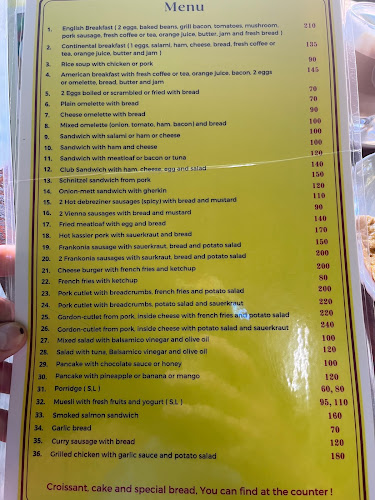 Menu
1. English Breakfast ( 2 eggs, baked beans, grill bacon, tomatoes, mushroom, 210
pork sausage, fresh coffee or tea, orange juice, butter, jam and fresh bread )
2. Continental breakfast ( 1 eggs, salami, ham, cheese, bread, fresh coffee or 135
tea, orange juice, butter and jam )
3. Rice soup with chicken or pork 90
4. American breakfast with fresh coffee or tea, orange juice, bacon, 2 eggs 145
or omelette, bread, butter and jam
5. 2 Eggs boiled or scrambled or fried with bread 70
6. Plain omelette with bread 70
7. Cheese omelette with bread 90
8. Mixed omelette (onion, tomato, ham, bacon) and bread 100
9. Sandwich with salami or ham or cheese 100
10. Sandwich with ham and cheese 100
11. Sandwich with meatloaf or bacon or tuna 120
12. Club Sandwich with ham, cheese, egg and salad 140
13. Schnitzel sandwich from pork 150
14. Onion-mett sandwich with gherkin 120
15. 2 Hot debreziner sausages (spicy) with bread and mustard 110
16. 2 Vienna sausages with bread and mustard 90
17. Fried meatloaf with egg and bread 140
18. Hot kassler pork with sauerkraut and bread 170
19. Frankonia sausage with sauerkraut, bread and potato salad 150
20. 2 Frankonia sausages with saurkraut, bread and potato salad 200
21. Cheese burger with french fries and ketchup 200
22. French fries with ketchup 80
23. Pork cutlet with breadcrumbs, french fries and potato salad 200
24. Pork cutlet with breadcrumbs, potato salad and sauerkraut 220
25. Gordon-cutlet from pork, inside cheese with french fries and potato salad 220
26. Gordon-cutlet from pork, inside cheese with potato salad and sauerkraut 240
27. Mixed salad with balsamico vinegar and olive oil 100
28. Salad with tuna, Balsamico vinegar and olive oil 120
29. Pancake with chocolate sauce or honey 100
30. Pancake with pineapple or banana or mango 120
31. Porridge ( S,L ) 60, 80
32. Muesli with fresh fruits and yogurt ( S,L ) 95, 110
33. Smoked salmon sandwich 160
34. Garlic bread 70
35. Curry sausage with bread 120
36. Grilled chicken with garlic sauce and potato salad 180
Croissant, cake and special bread, You can find at the counter !